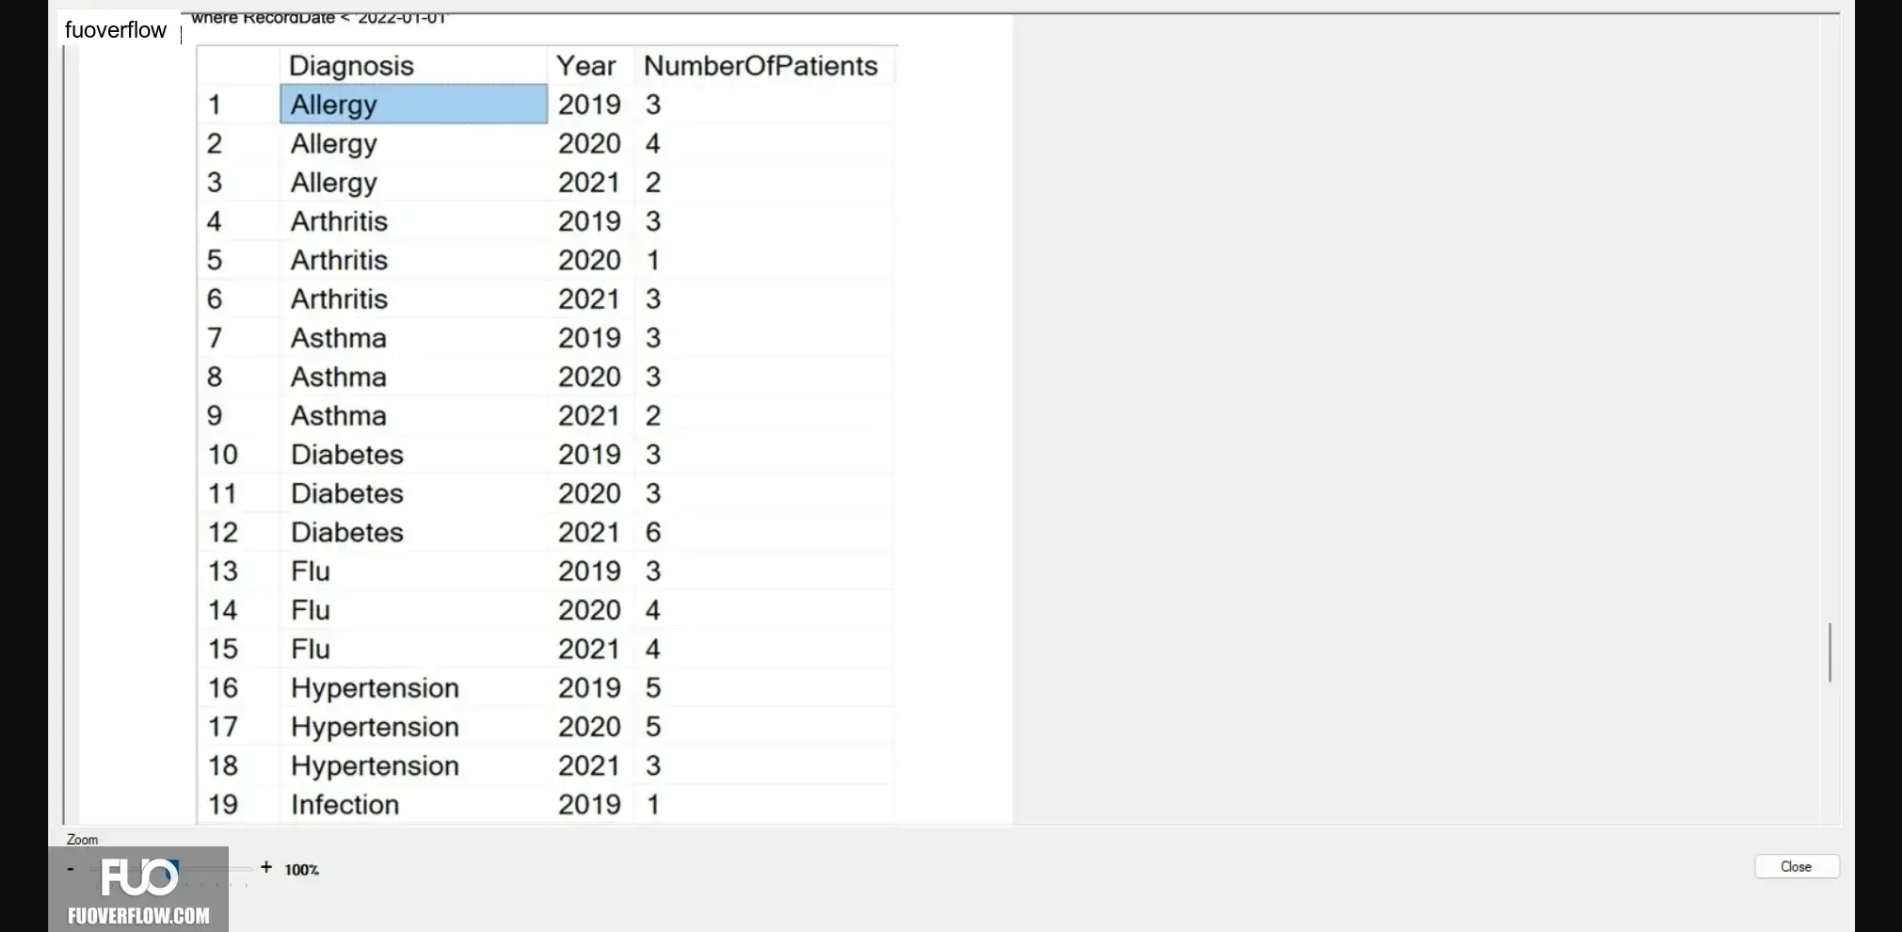 where RecordDate < '2022-01-01'
fuoverflow
Diagnosis Year NumberOfPatients
1 Allergy 2019 3
2 Allergy 2020 4
3 Allergy 2021 2
4 Arthritis 2019 3
5 Arthritis 2020 1
6 Arthritis 2021 3
7 Asthma 2019 3
8 Asthma 2020 3
9 Asthma 2021 2
10 Diabetes 2019 3
11 Diabetes 2020 3
12 Diabetes 2021 6
13 Flu 2019 3
14 Flu 2020 4
15 Flu 2021 4
16 Hypertension 2019 5
17 Hypertension 2020 5
18 Hypertension 2021 3
19 Infection 2019 1
Zoom
- + 100%
Close
FUO
FUOVERFLOW.COM